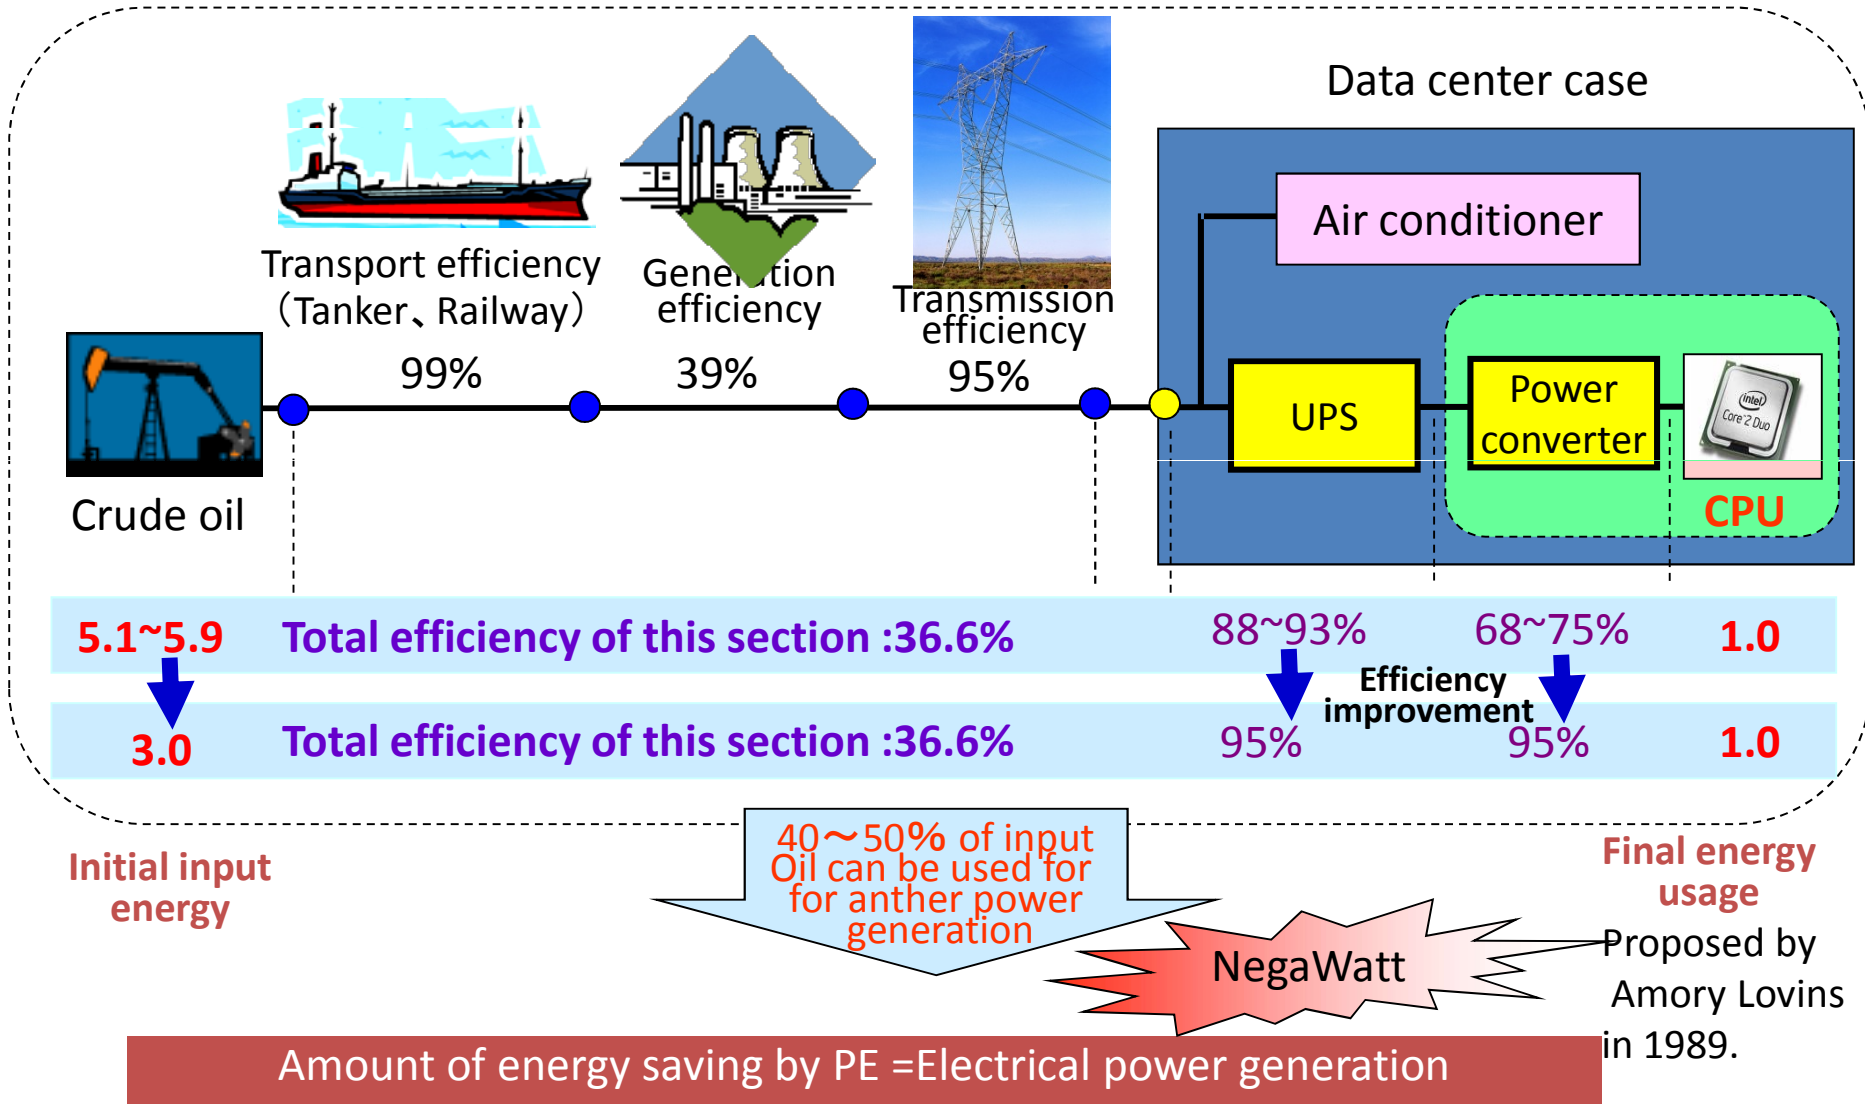 Data center case
Air conditioner
Transport efficiency
（Tanker、Railway）
99%
Generation
efficiency
39%
Transmission
efficiency
95%
UPS
Power
converter
intel
Core™2 Duo
CPU
Crude oil
5.1~5.9
Total efficiency of this section :36.6%
88~93%
68~75%
1.0
Efficiency
improvement
3.0
Total efficiency of this section :36.6%
95%
95%
1.0
Initial input
energy
40～50% of input
Oil can be used for
for anther power
generation
NegaWatt
Final energy
usage
Proposed by
Amory Lovins
in 1989.
Amount of energy saving by PE =Electrical power generation